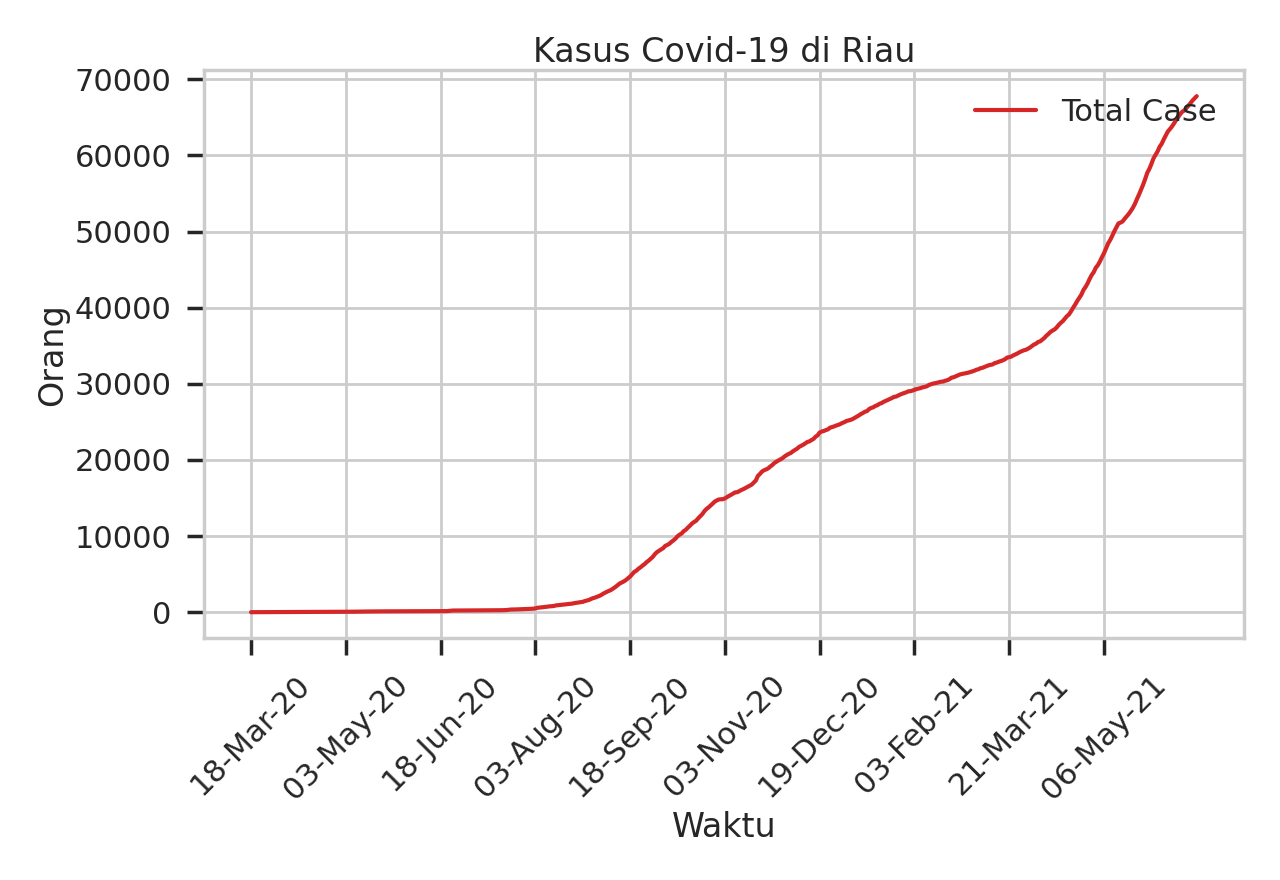 Kasus Covid-19 di Riau
70000
60000
50000
40000
30000
20000
10000
0
Orang
Total Case
18-Mar-20
03-May-20
18-Jun-20
03-Aug-20
18-Sep-20
03-Nov-20
19-Dec-20
03-Feb-21
21-Mar-21
06-May-21
Waktu